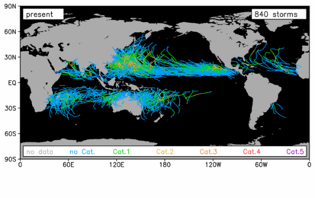 present 840 storms
90N
60N
30N
EQ
30S
60S
no data no Cat. Cat.1 Cat.2 Cat.3 Cat.4 Cat.5
90S
0 60E 120E 180 120W 60W 0